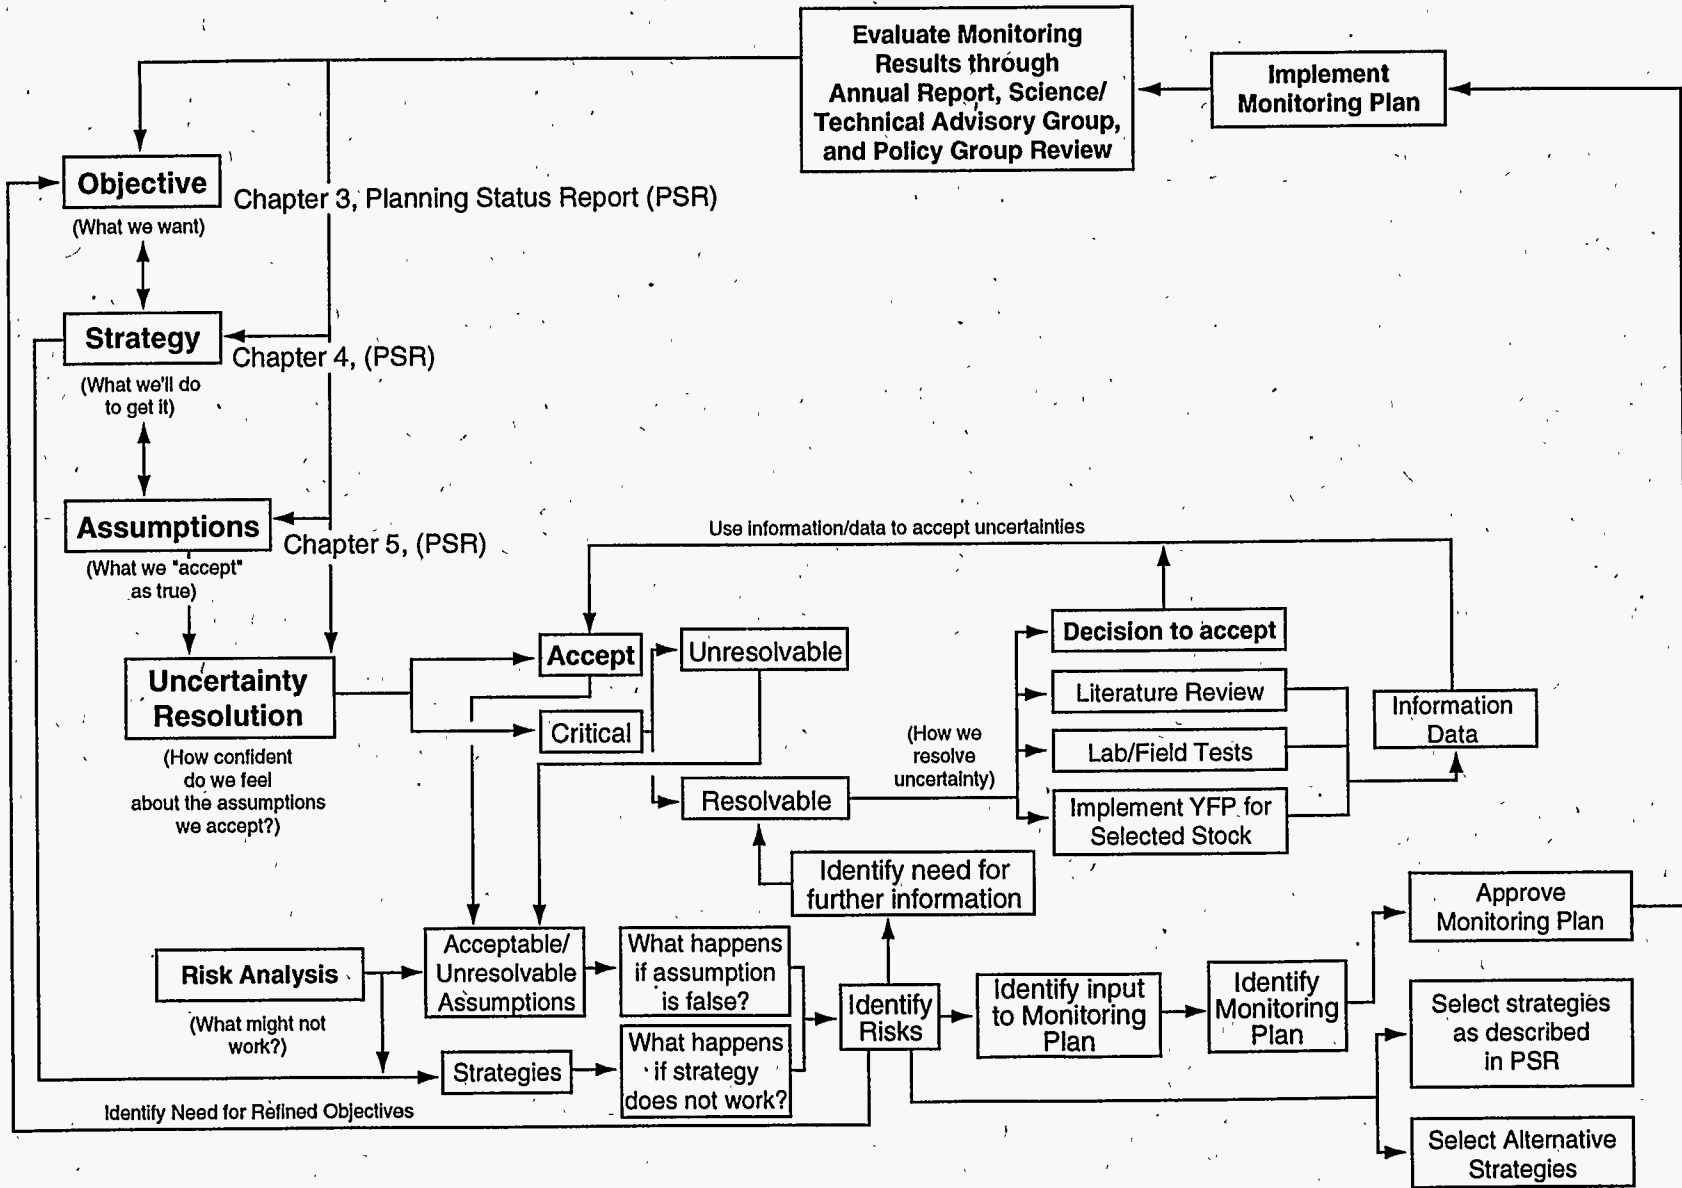 Evaluate Monitoring
Results through
Annual Report, Science/
Technical Advisory Group,
and Policy Group Review
Implement
Monitoring Plan
Objective
Chapter 3, Planning Status Report (PSR)
(What we want)
Strategy
Chapter 4, (PSR)
(What we'll do
to get it)
Assumptions
Chapter 5, (PSR)
(What we "accept"
as true)
Use information/data to accept uncertainties
Uncertainty
Resolution
(How confident
do we feel
about the assumptions
we accept?)
Accept
Unresolvable
Critical
Resolvable
(How we
resolve
uncertainty)
Decision to accept
Literature Review
Lab/Field Tests
Implement YFP for
Selected Stock
Information
Data
Identify need for
further information
Approve
Monitoring Plan
Risk Analysis
(What might not
work?)
Acceptable/
Unresolvable
Assumptions
What happens
if assumption
is false?
Strategies
What happens
if strategy
does not work?
Identify
Risks
Identify input
to Monitoring
Plan
Identify
Monitoring
Plan
Select strategies
as described
in PSR
Identify Need for Refined Objectives
Select Alternative
Strategies